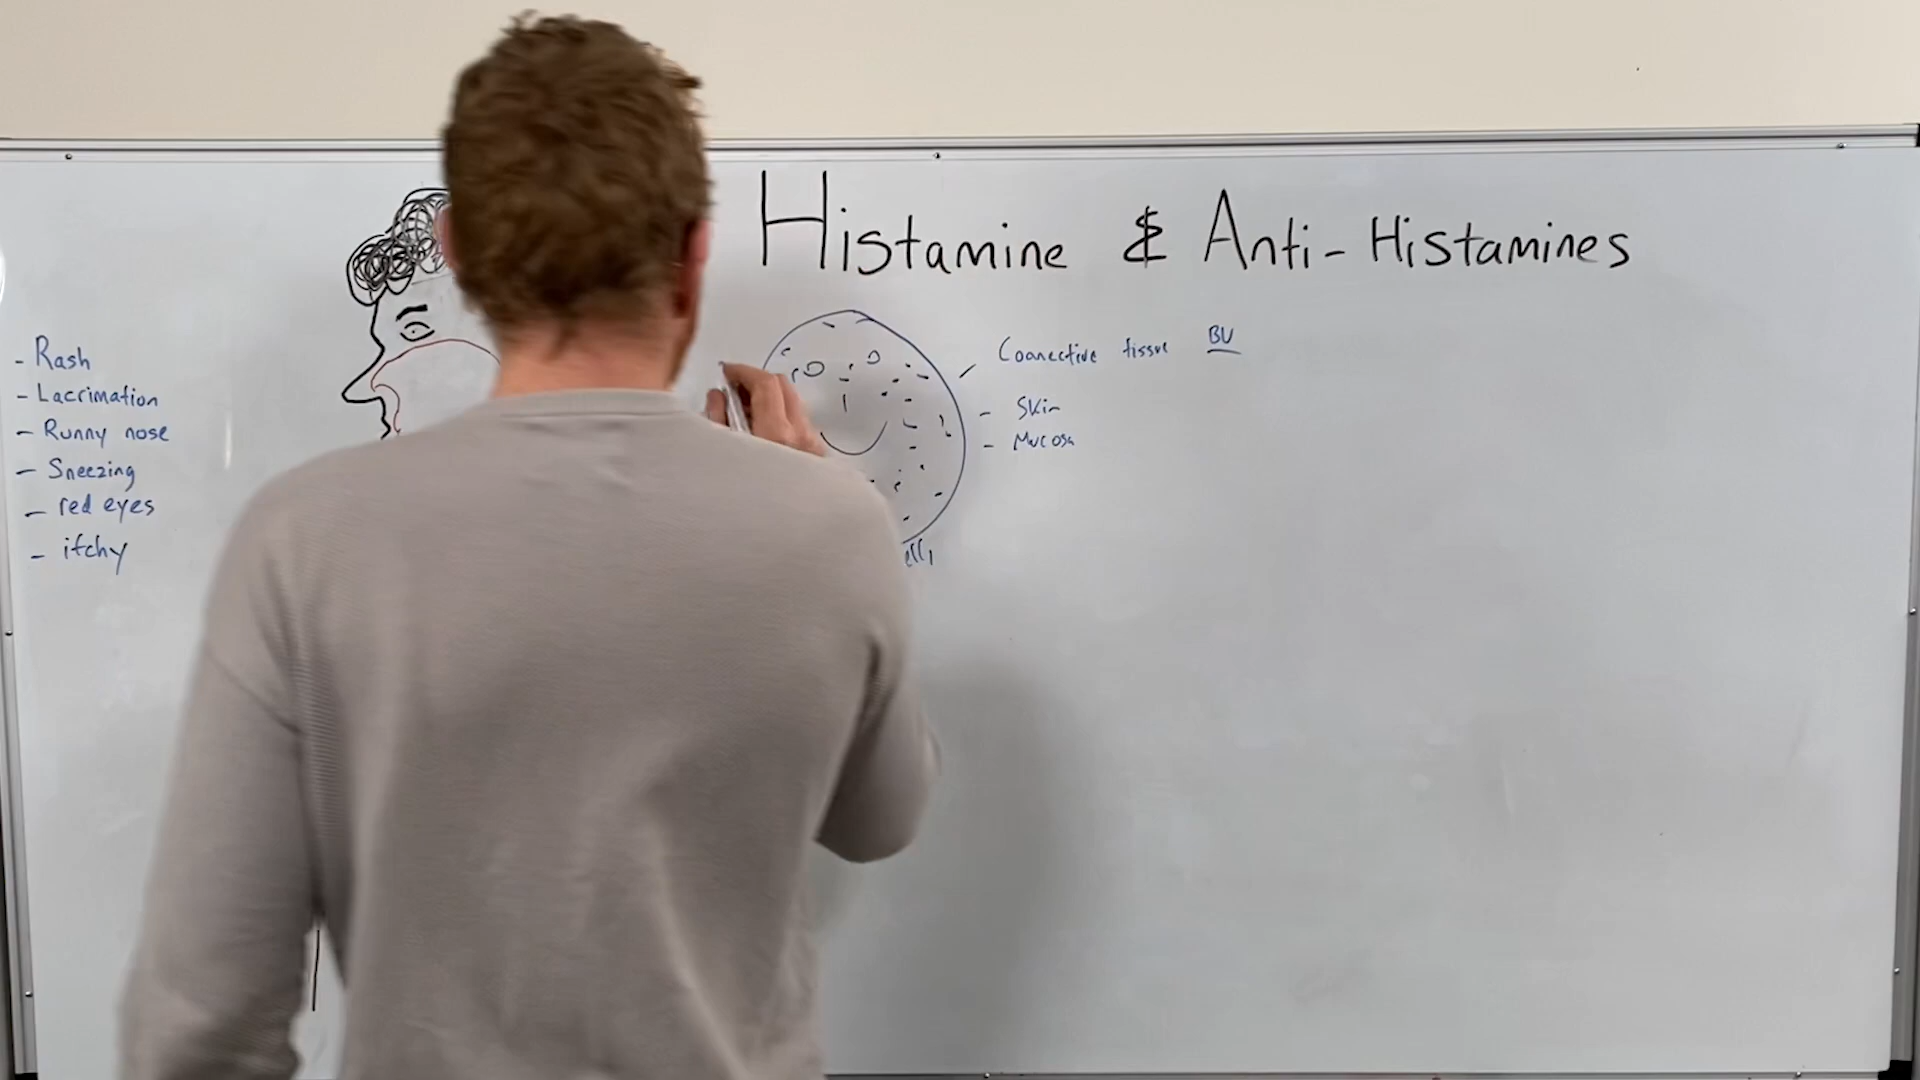 Histamine & Anti-Histamines
- Rash
- Lacrimation
- Runny nose
- Sneezing
- red eyes
- itchy
Connective tissue BV
- Skin
- Mucosa